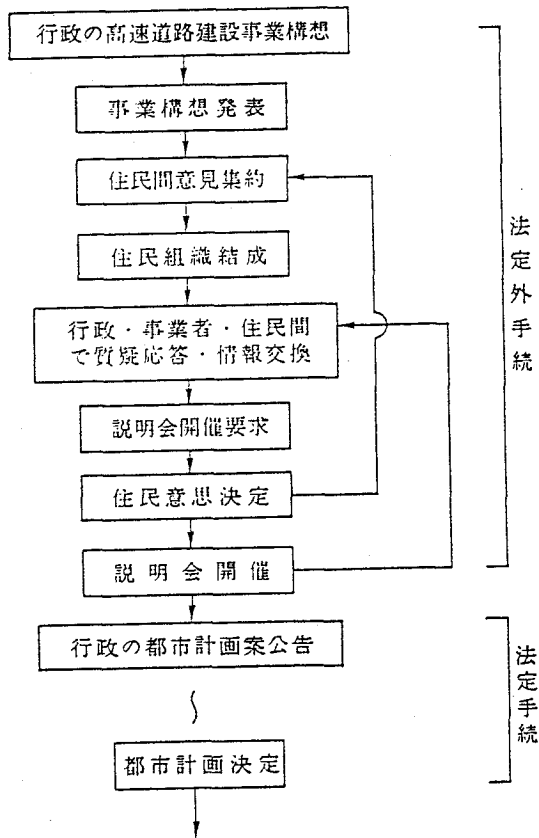 行政の高速道路建設事業構想
事業構想発表
住民間意見集約
住民組織結成
行政・事業者・住民間
で質疑応答・情報交換
説明会開催要求
住民意思決定
説明会開催
行政の都市計画案公告
都市計画決定
法定外手続
法定手続